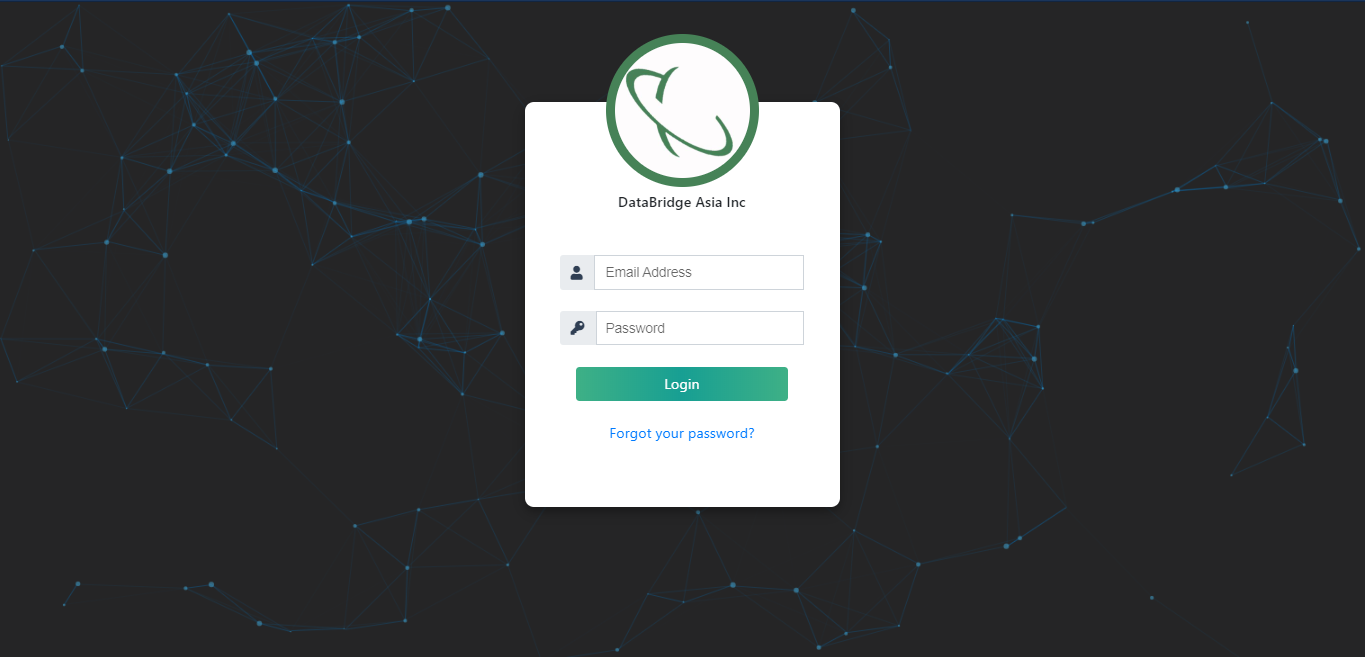 DataBridge Asia Inc
Email Address
Password
Login
Forgot your password?